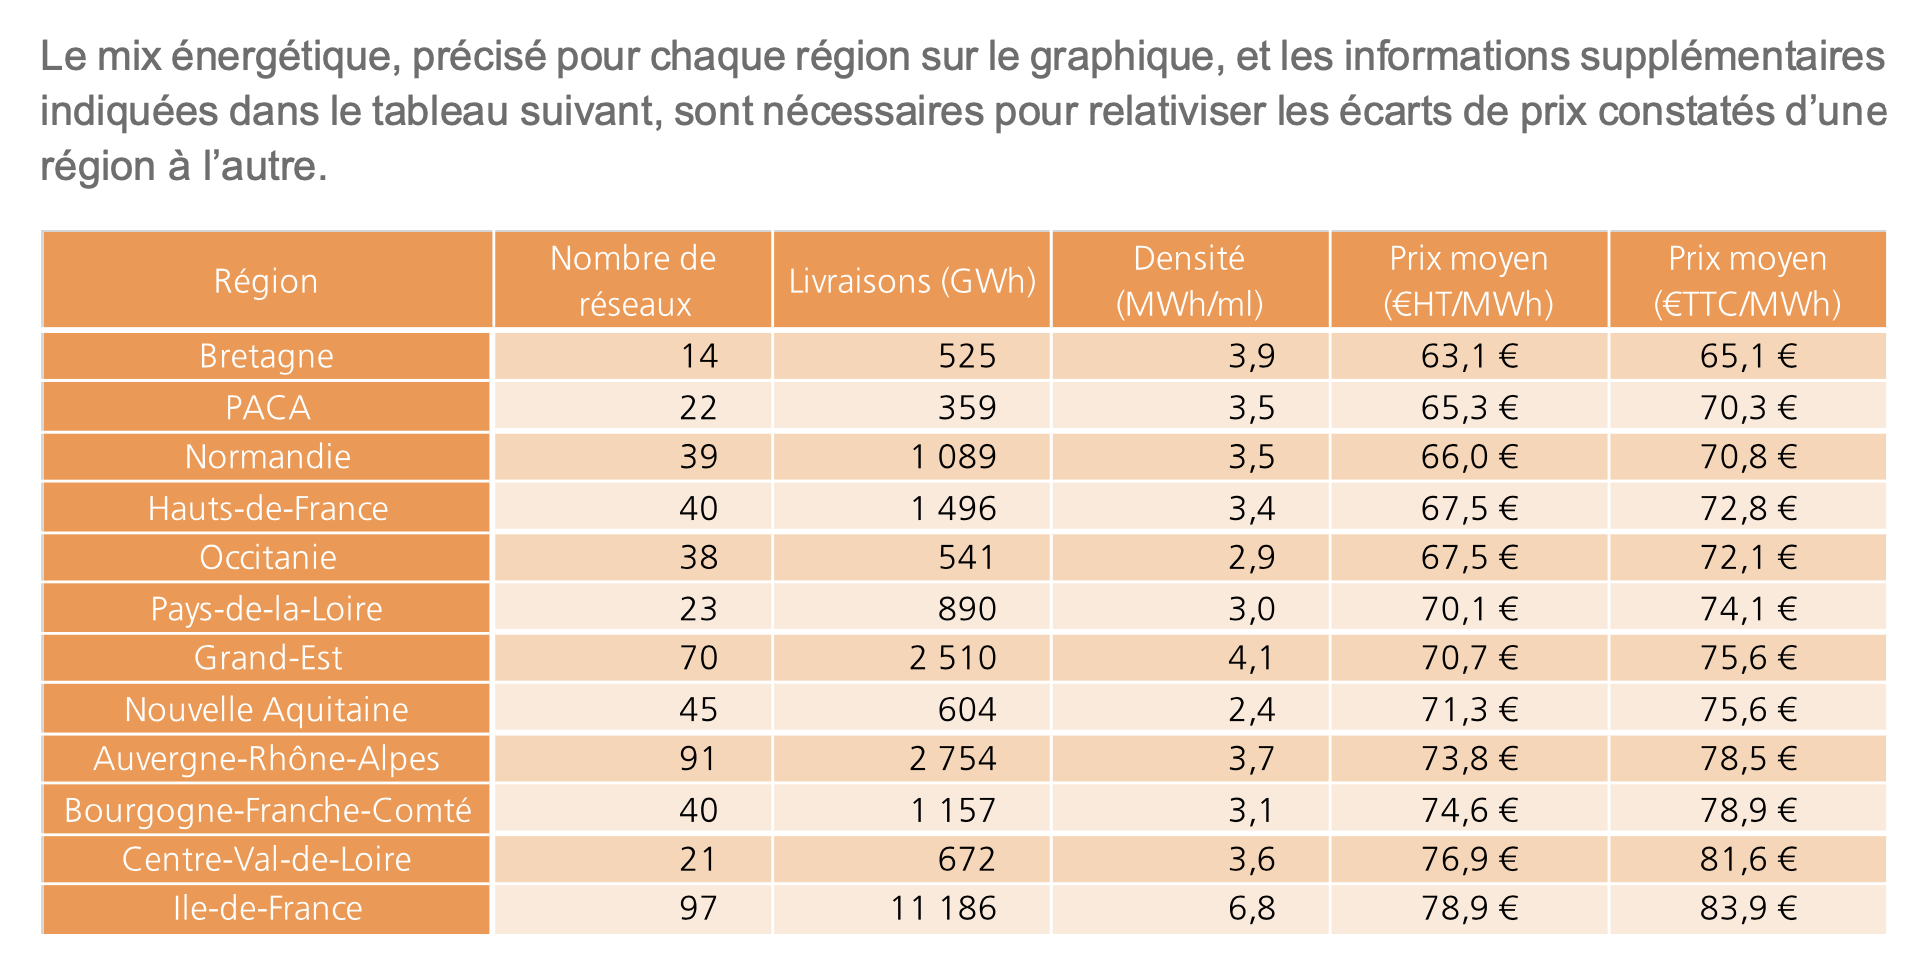 Le mix énergétique, précisé pour chaque région sur le graphique, et les informations supplémentaires
indiquées dans le tableau suivant, sont nécessaires pour relativiser les écarts de prix constatés d’une
région à l’autre.
Région Nombre de réseaux Livraisons (GWh) Densité (MWh/ml) Prix moyen (€HT/MWh) Prix moyen (€TTC/MWh)
Bretagne 14 525 3,9 63,1 € 65,1 €
PACA 22 359 3,5 65,3 € 70,3 €
Normandie 39 1 089 3,5 66,0 € 70,8 €
Hauts-de-France 40 1 496 3,4 67,5 € 72,8 €
Occitanie 38 541 2,9 67,5 € 72,1 €
Pays-de-la-Loire 23 890 3,0 70,1 € 74,1 €
Grand-Est 70 2 510 4,1 70,7 € 75,6 €
Nouvelle Aquitaine 45 604 2,4 71,3 € 75,6 €
Auvergne-Rhône-Alpes 91 2 754 3,7 73,8 € 78,5 €
Bourgogne-Franche-Comté 40 1 157 3,1 74,6 € 78,9 €
Centre-Val-de-Loire 21 672 3,6 76,9 € 81,6 €
Ile-de-France 97 11 186 6,8 78,9 € 83,9 €